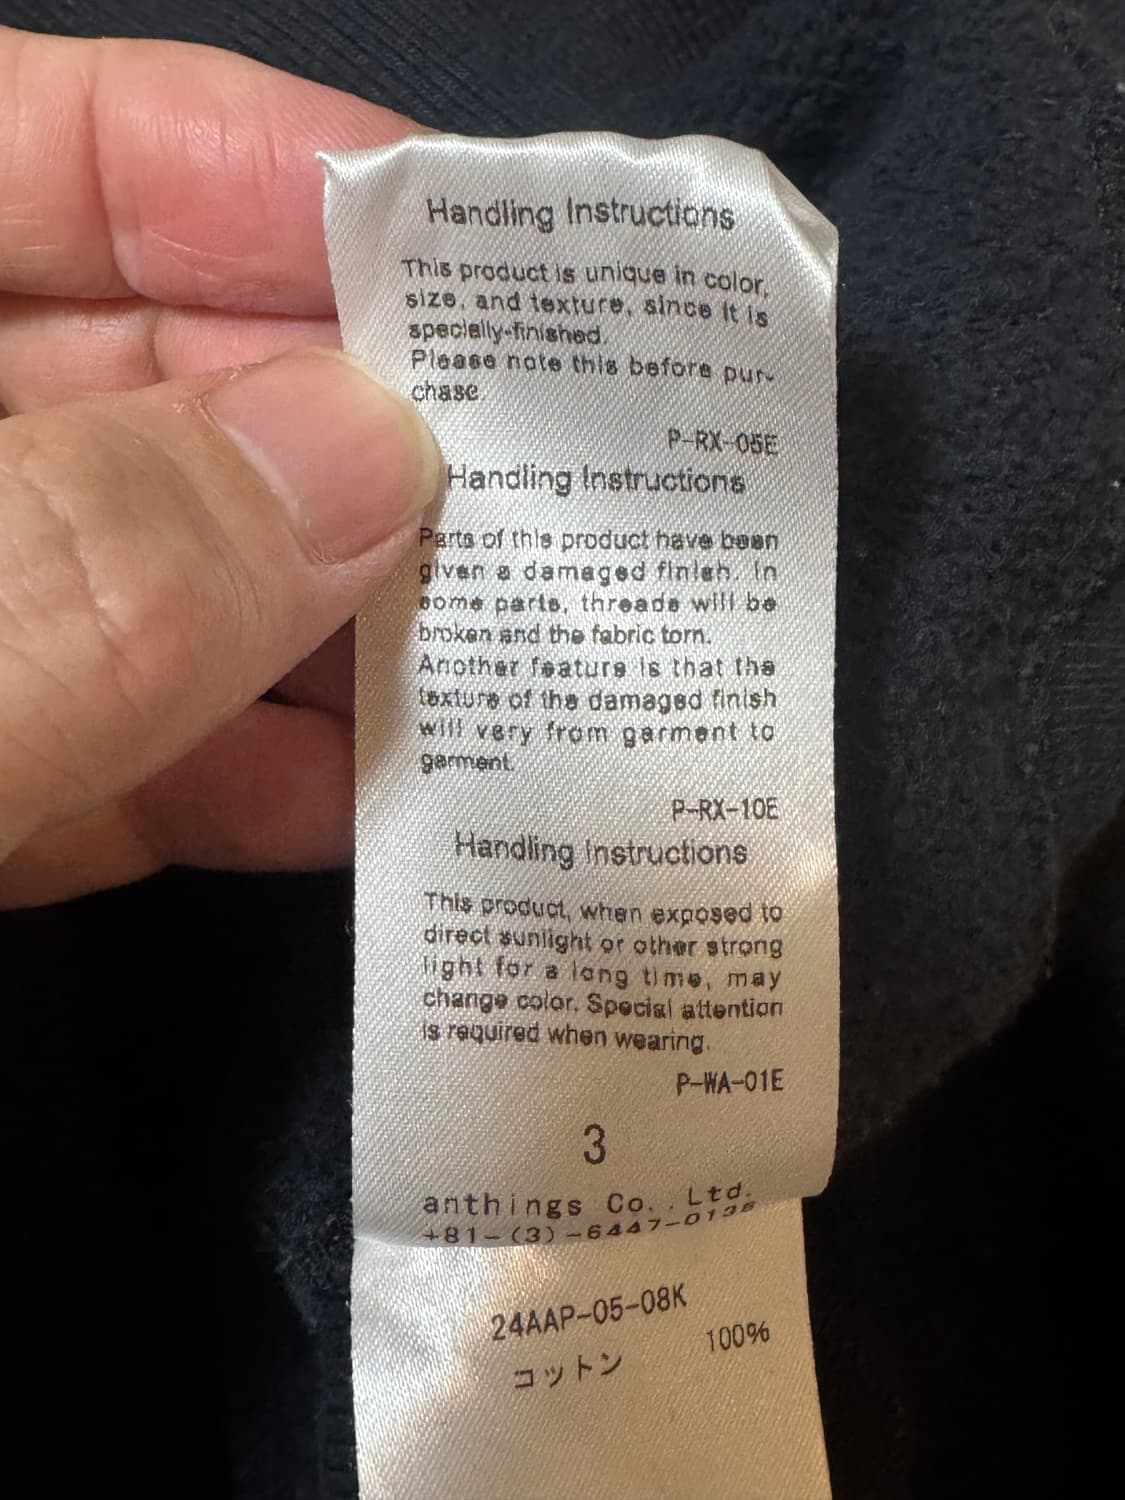 Handling Instructions
This product is unique in color,
size, and texture, since it is
specially-finished.
Please note this before pur-
chase
P-RX-05E
Handling Instructions
Parts of this product have been
given a damaged finish. In
some parts, threads will be
broken and the fabric torn.
Another feature is that the
texture of the damaged finish
will vary from garment to
garment.
P-RX-10E
Handling Instructions
This product, when exposed to
direct sunlight or other strong
light for a long time, may
change color. Special attention
is required when wearing.
P-WA-01E
3
anthings Co., Ltd.
+81-(3)-6447-
24AAP-05-08K
コットン 100%